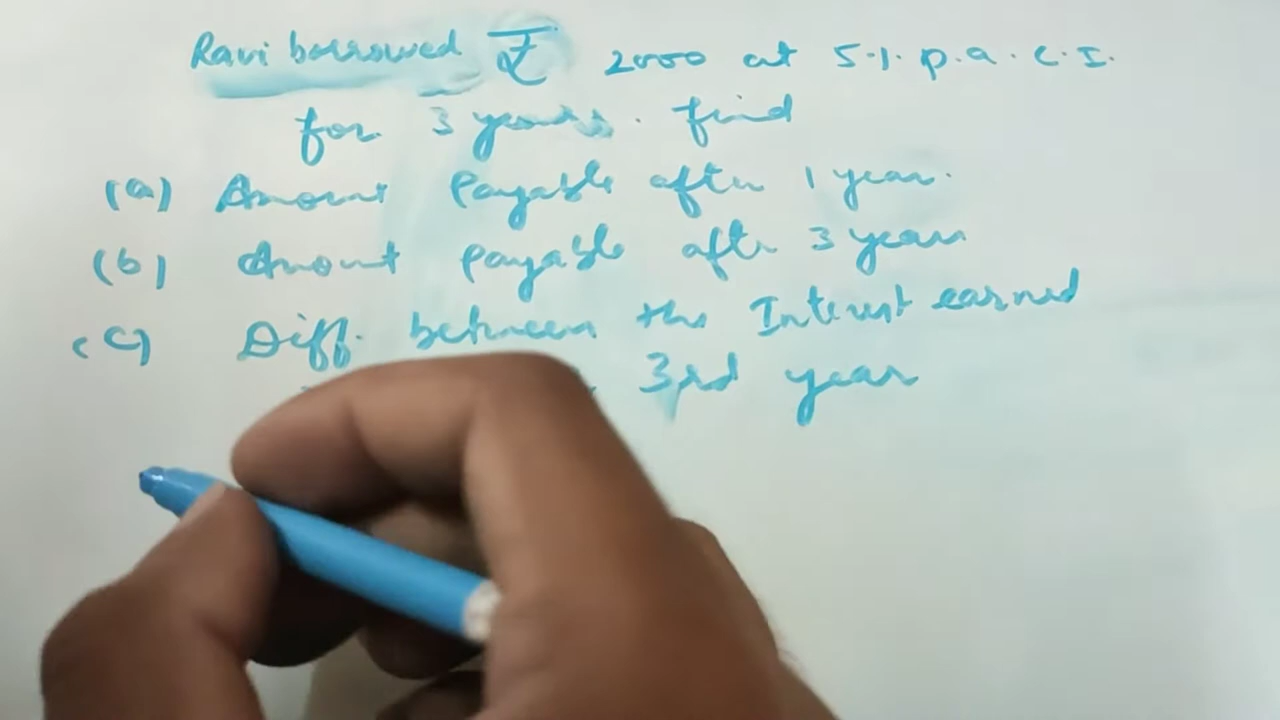 Ravi borrowed ₹ 2000 at 5% p.a. C.I.
for 3 years. find
(a) Amount Payable after 1 year.
(b) Amount Payable after 3 years
(c) Diff. between the Interest earned
3rd year